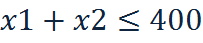 x1 + x2 ≤ 400